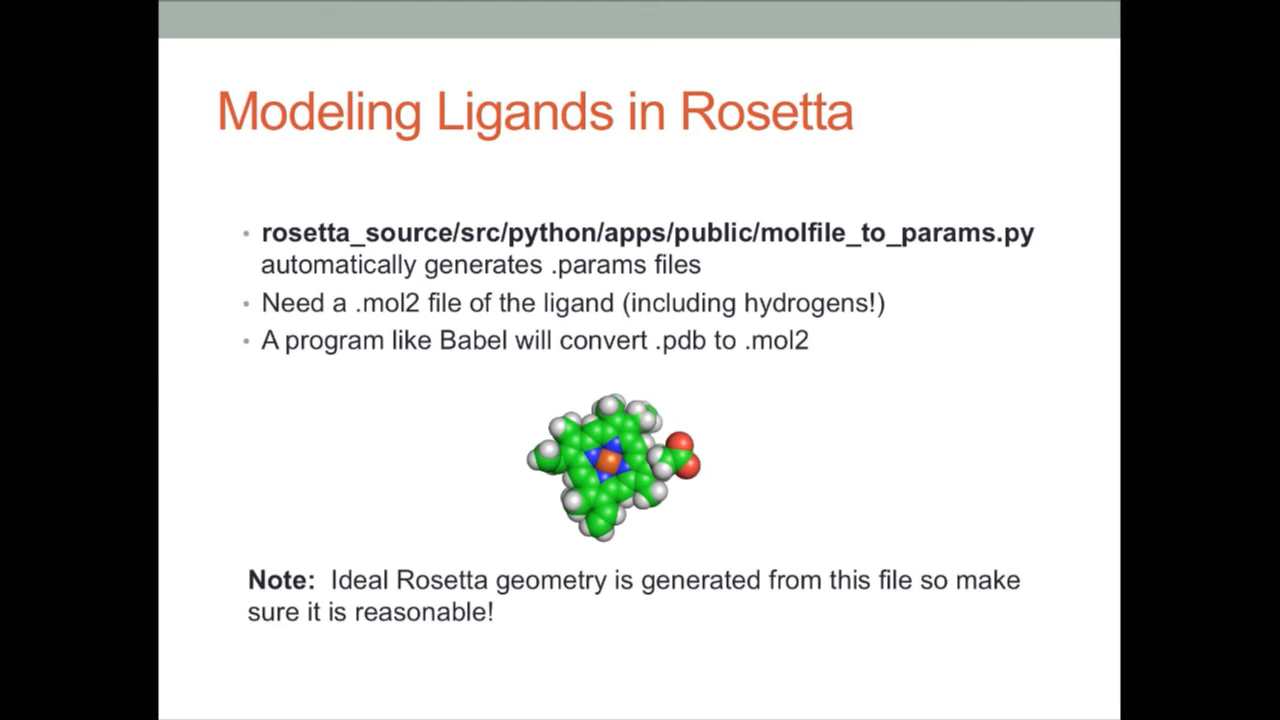 Modeling Ligands in Rosetta
• rosetta_source/src/python/apps/public/molfile_to_params.py
automatically generates .params files
• Need a .mol2 file of the ligand (including hydrogens!)
• A program like Babel will convert .pdb to .mol2
Note: Ideal Rosetta geometry is generated from this file so make
sure it is reasonable!